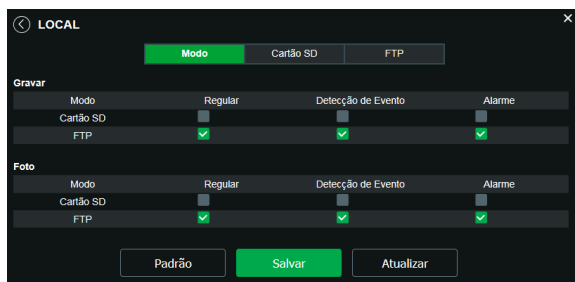 LOCAL
Modo Cartão SD FTP
Gravar
Modo Regular Detecção de Evento Alarme
Cartão SD
FTP
Foto
Modo Regular Detecção de Evento Alarme
Cartão SD
FTP
Padrão Salvar Atualizar